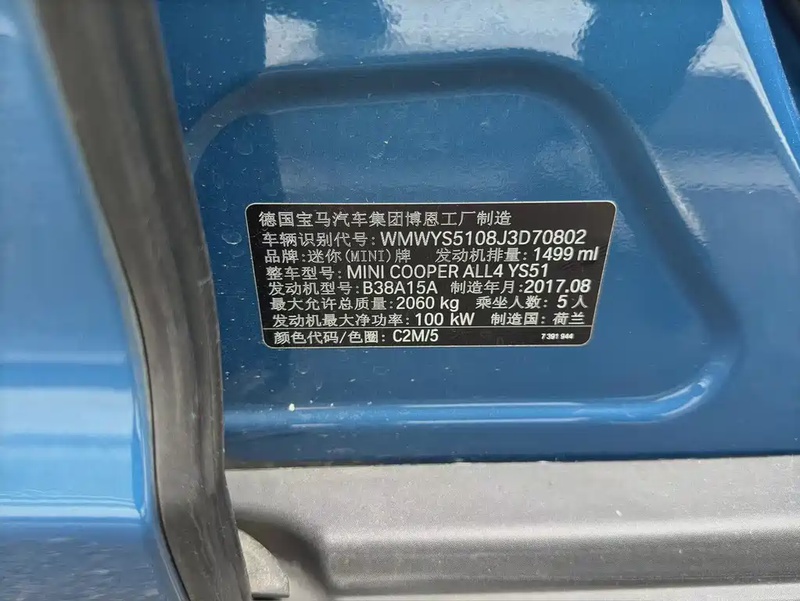 德国宝马汽车集团博恩工厂制造
车辆识别代号: WMWYS5108J3D70802
品牌: 迷你(MINI)牌 发动机排量: 1499 ml
整车型号: MINI COOPER ALL4 YS51
发动机型号: B38A15A 制造年月: 2017.08
最大允许总质量: 2060 kg 乘坐人数: 5 人
发动机最大净功率: 100 kW 制造国: 荷兰
颜色代码/色圈: C2M/5 7 391 944